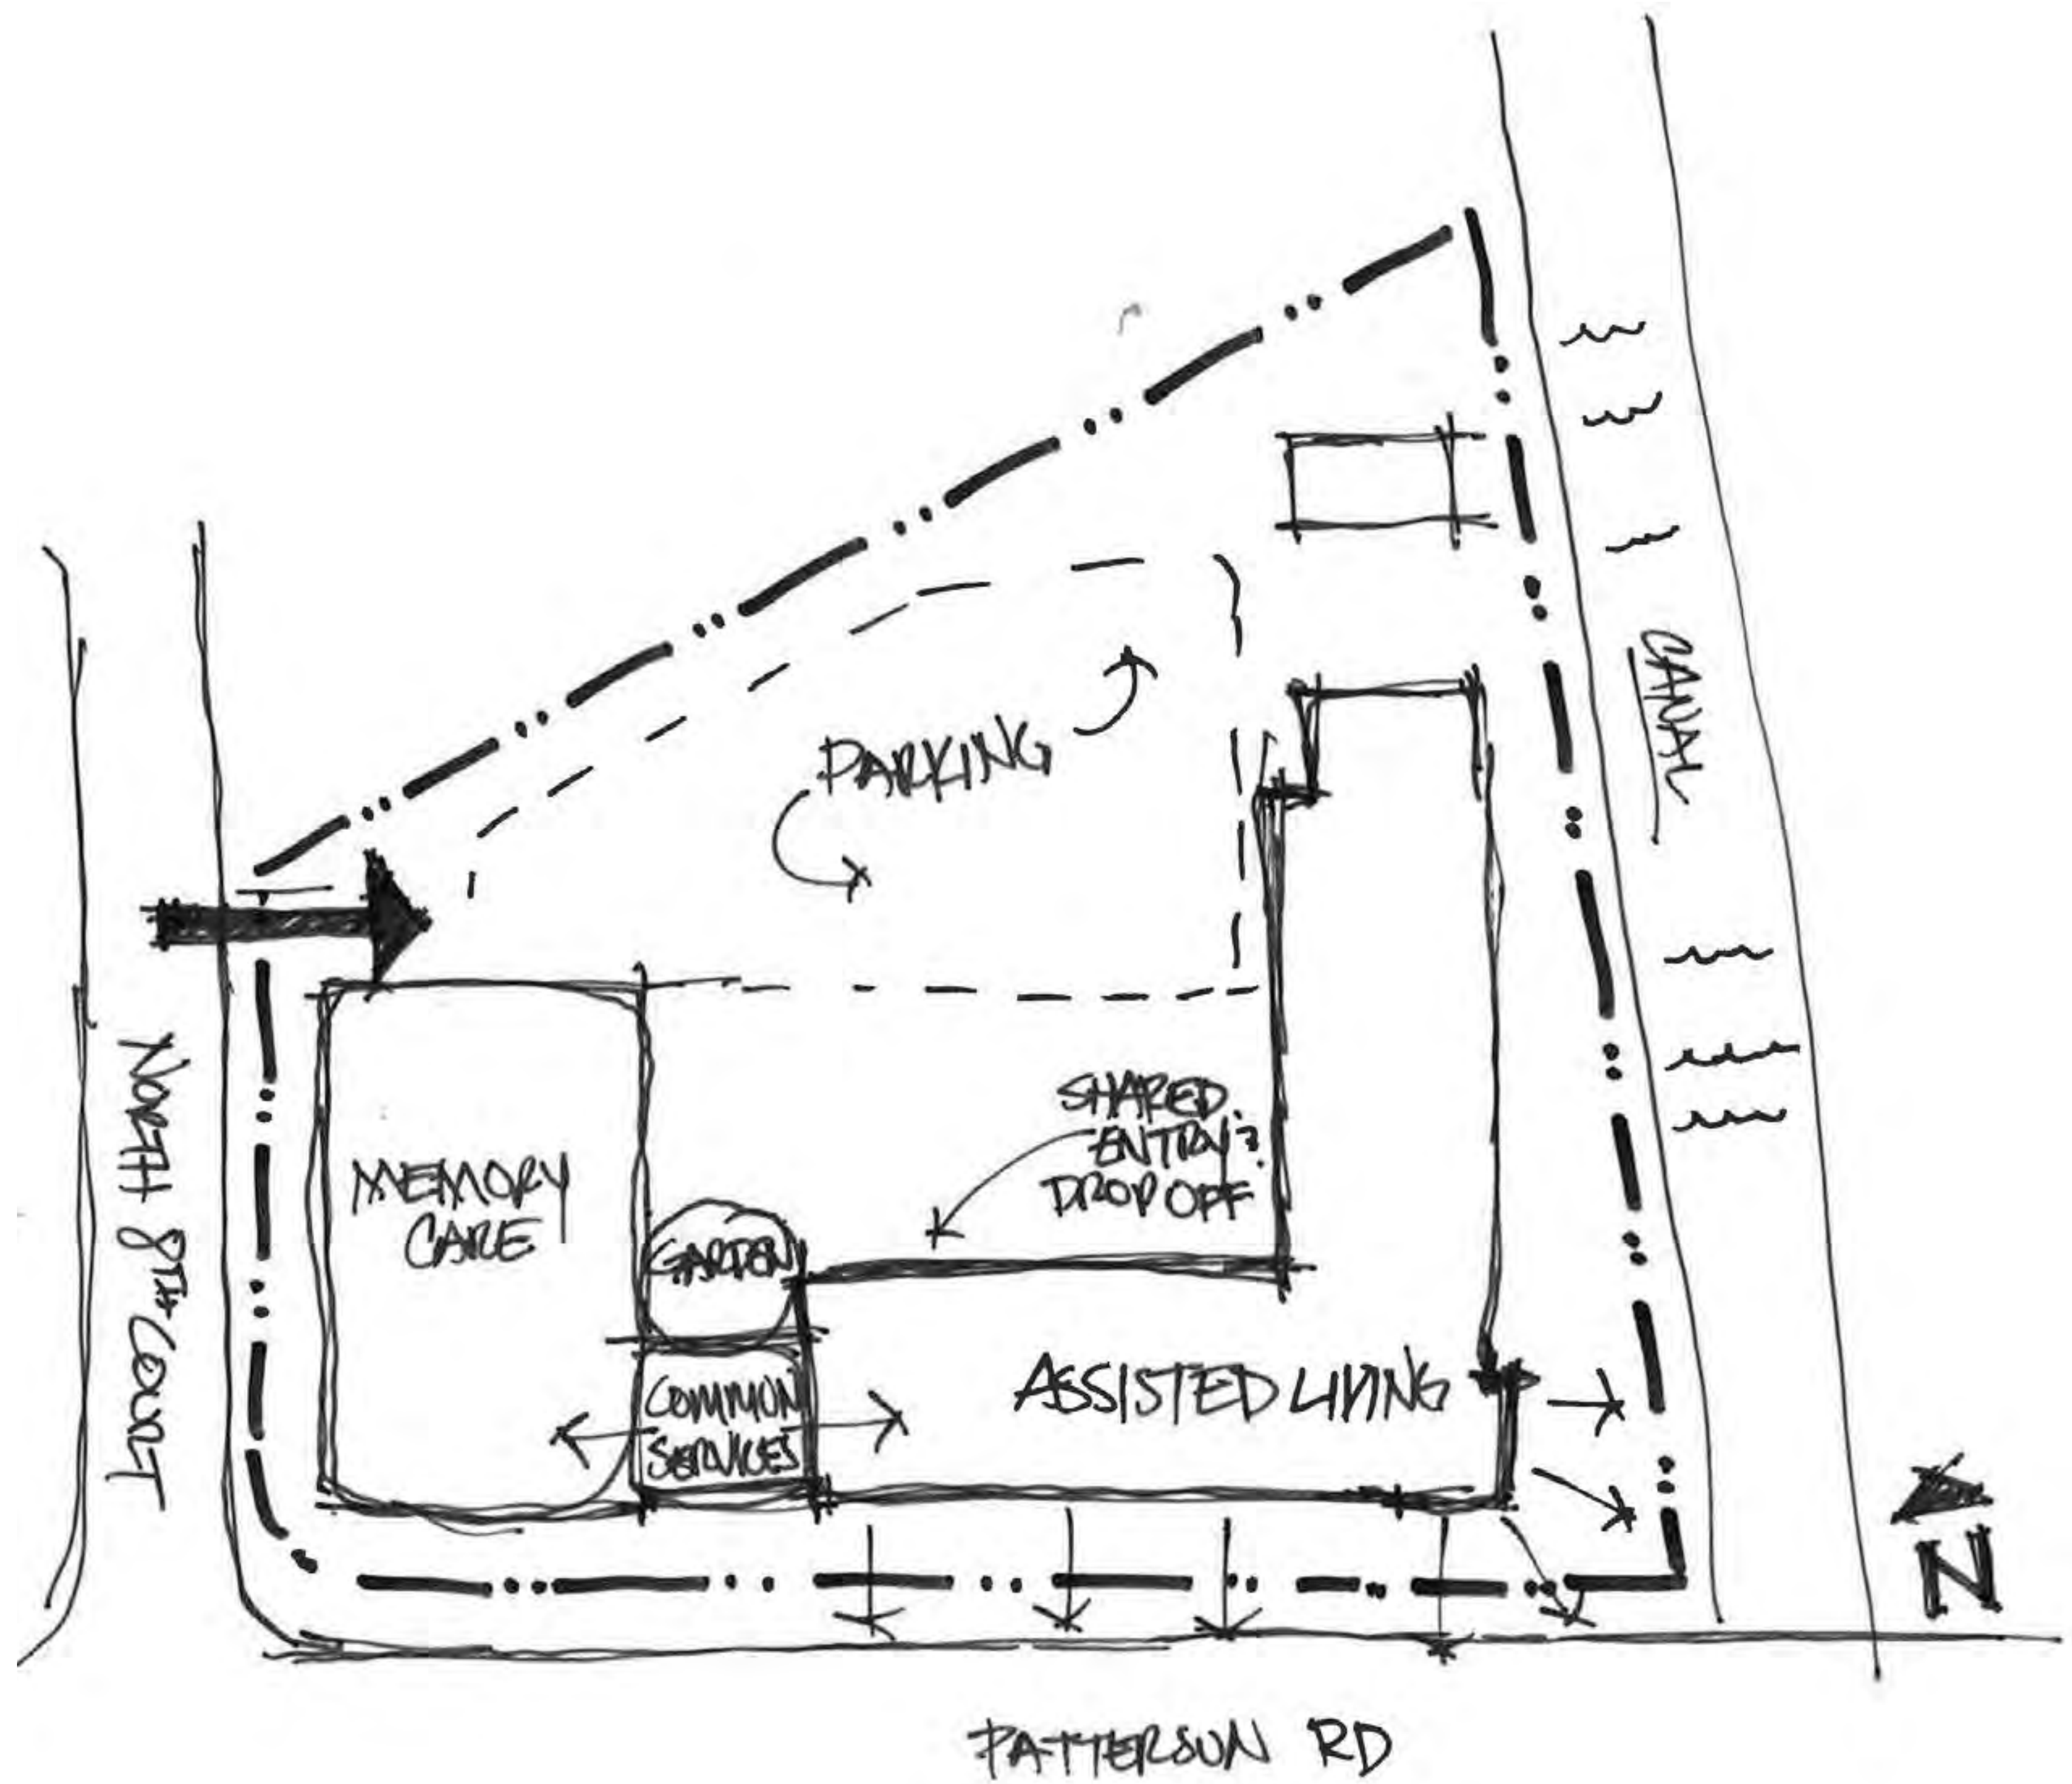 CANAL
PARKING
NORTH 8TH COURT
SHARED
ENTRY?
DROP OFF
MEMORY
CARE
GARDEN
COMMON
SERVICES
ASSISTED LIVING
N
PATTERSON RD